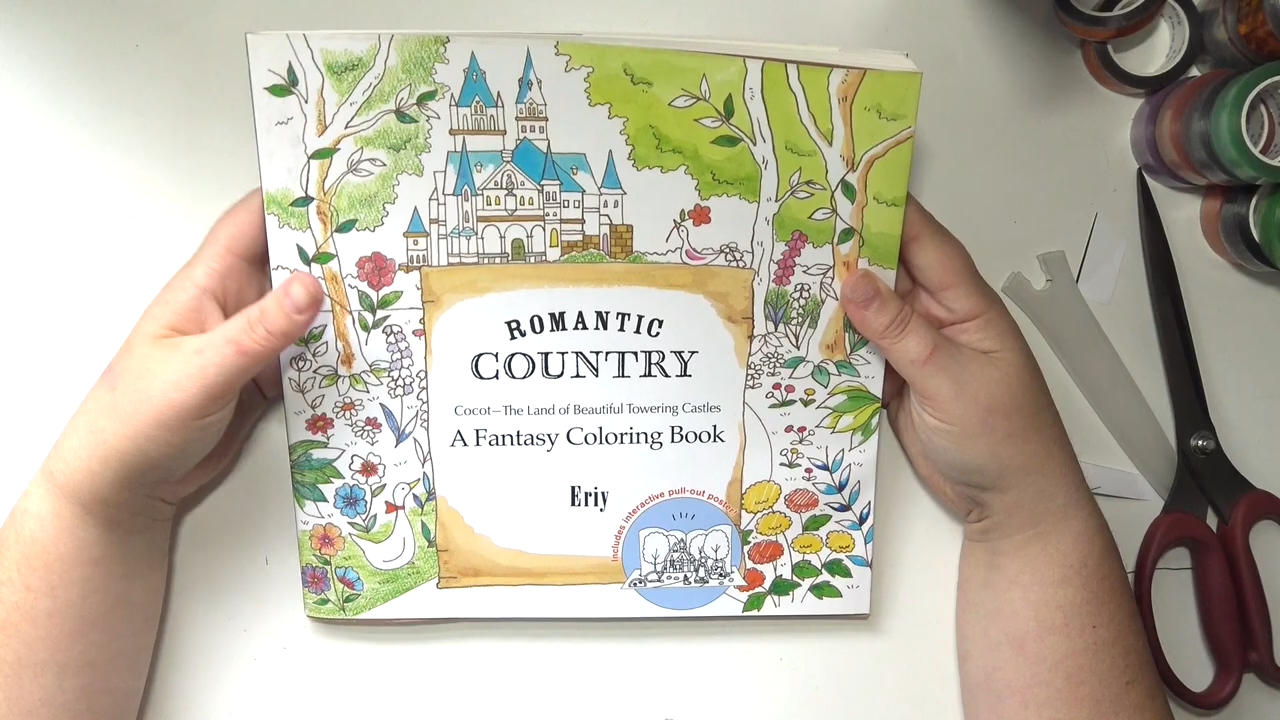 ROMANTIC
COUNTRY
Cocot—The Land of Beautiful Towering Castles
A Fantasy Coloring Book
Eriy
Includes interactive pull-out poster!